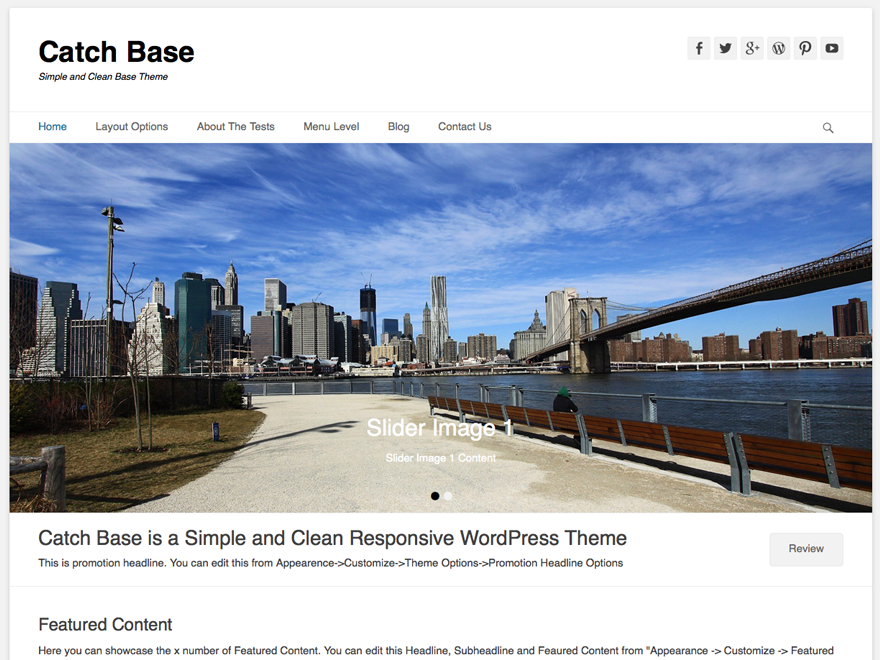 Catch Base
Simple and Clean Base Theme
Home Layout Options About The Tests Menu Level Blog Contact Us
Slider Image 1
Slider Image 1 Content
Catch Base is a Simple and Clean Responsive WordPress Theme
This is promotion headline. You can edit this from Appearence->Customize->Theme Options->Promotion Headline Options
Review
Featured Content
Here you can showcase the x number of Featured Content. You can edit this Headline, Subheadline and Feaured Content from "Appearance -> Customize -> Featured